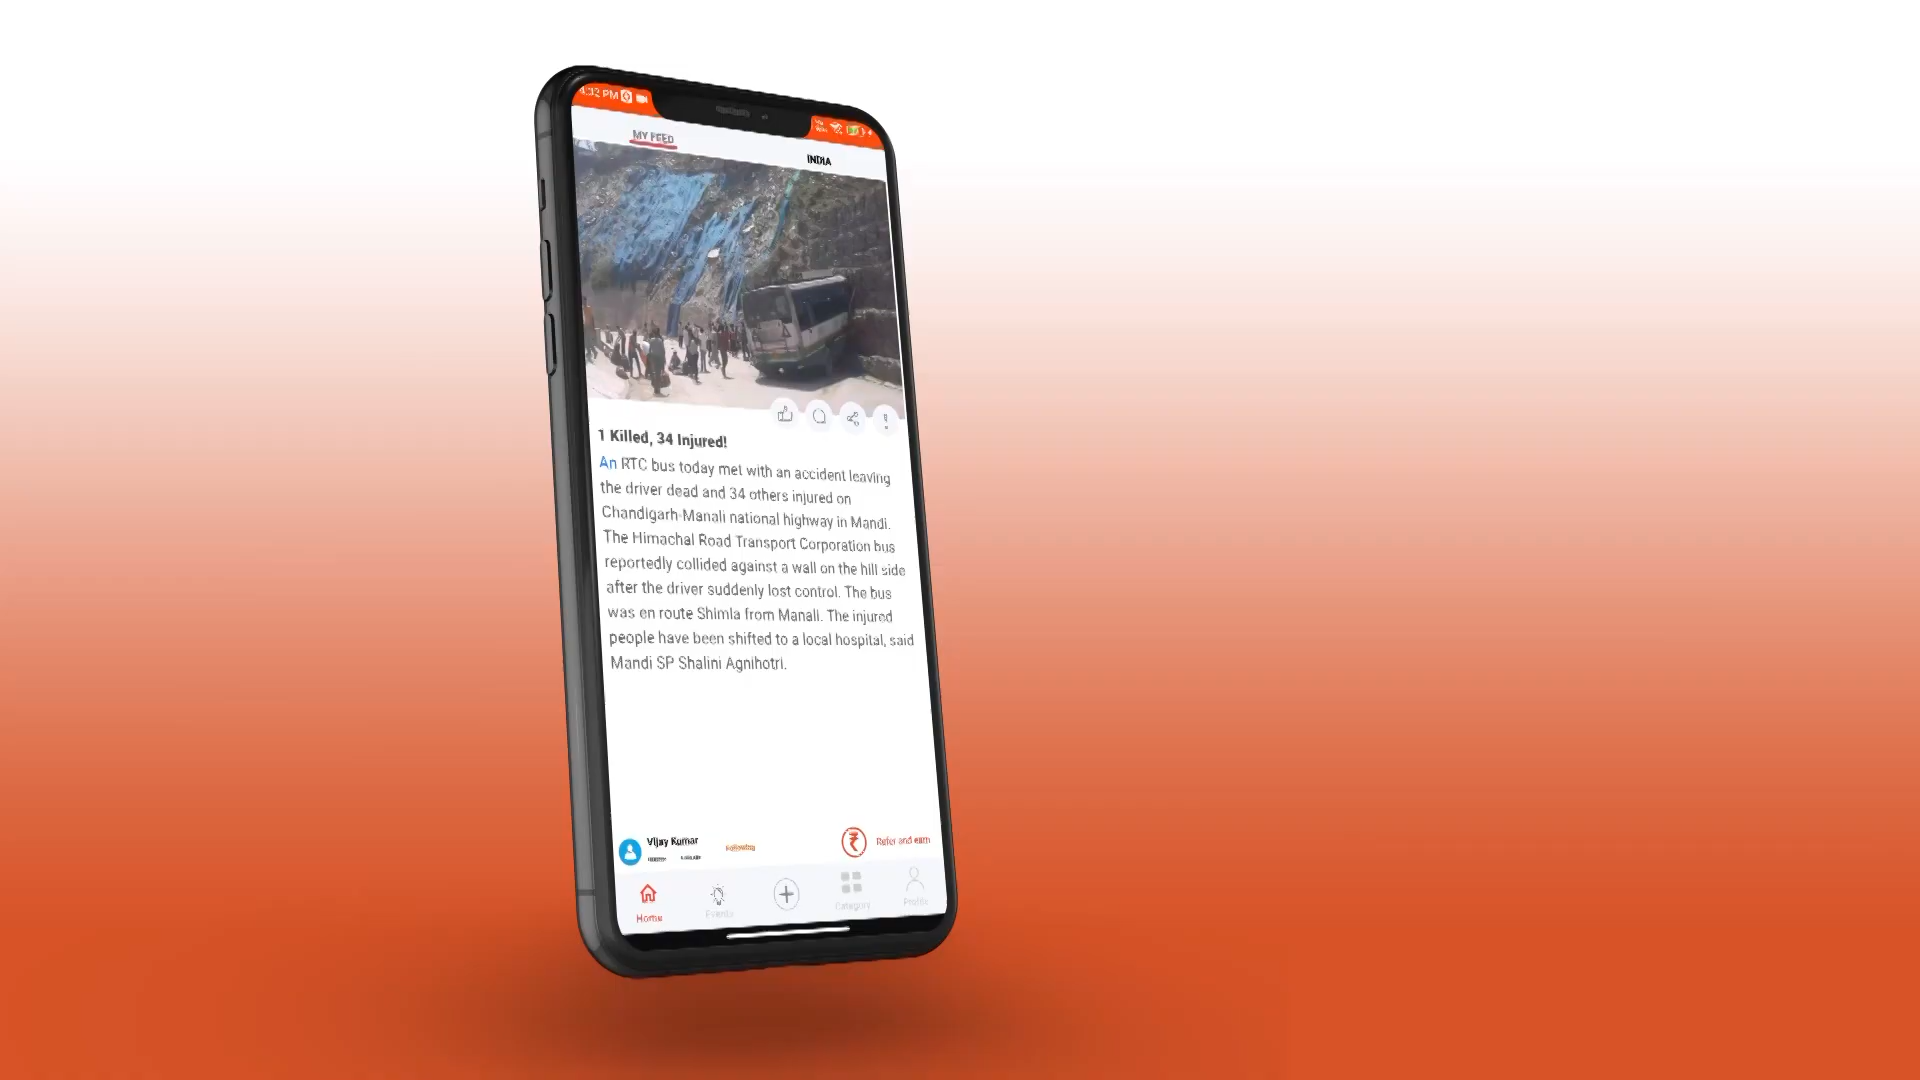 4:32 PM
MY FEED
INDIA
1 Killed, 34 Injured!
An RTC bus today met with an accident leaving
the driver dead and 34 others injured on
Chandigarh-Manali national highway in Mandi.
The Himachal Road Transport Corporation bus
reportedly collided against a wall on the hill side
after the driver suddenly lost control. The bus
was en route Shimla from Manali. The injured
people have been shifted to a local hospital, said
Mandi SP Shalini Agnihotri.
Vijay Kumar
Following
Refer and earn
Home
Events
Category
Profile